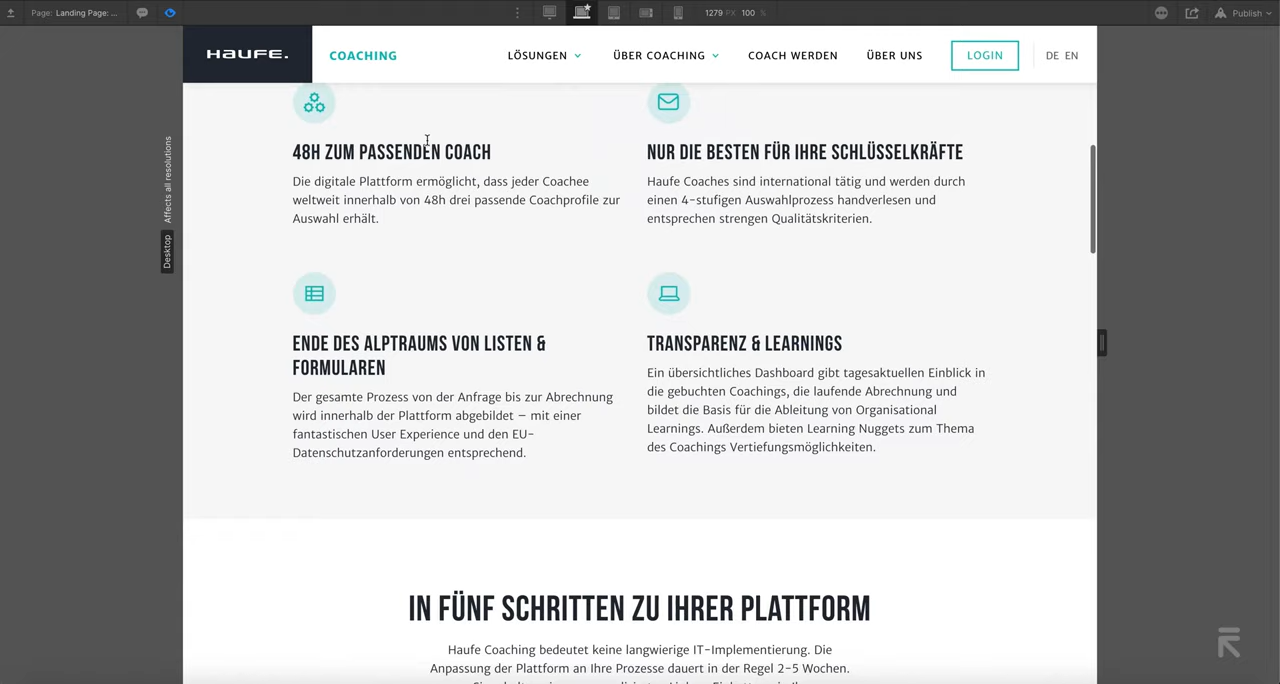 Page: Landing Page: ...
1279 PX 100 %
Publish
HAUFE.
COACHING
LÖSUNGEN
ÜBER COACHING
COACH WERDEN
ÜBER UNS
LOGIN
DE EN
Desktop Affects all resolutions
48H ZUM PASSENDEN COACH
Die digitale Plattform ermöglicht, dass jeder Coachee
weltweit innerhalb von 48h drei passende Coachprofile zur
Auswahl erhält.
NUR DIE BESTEN FÜR IHRE SCHLÜSSELKRÄFTE
Haufe Coaches sind international tätig und werden durch
einen 4-stufigen Auswahlprozess handverlesen und
entsprechen strengen Qualitätskriterien.
ENDE DES ALPTRAUMS VON LISTEN &
FORMULAREN
Der gesamte Prozess von der Anfrage bis zur Abrechnung
wird innerhalb der Plattform abgebildet – mit einer
fantastischen User Experience und den EU-
Datenschutzanforderungen entsprechend.
TRANSPARENZ & LEARNINGS
Ein übersichtliches Dashboard gibt tagesaktuellen Einblick in
die gebuchten Coachings, die laufende Abrechnung und
bildet die Basis für die Ableitung von Organisational
Learnings. Außerdem bieten Learning Nuggets zum Thema
des Coachings Vertiefungsmöglichkeiten.
IN FÜNF SCHRITTEN ZU IHRER PLATTFORM
Haufe Coaching bedeutet keine langwierige IT-Implementierung. Die
Anpassung der Plattform an Ihre Prozesse dauert in der Regel 2-5 Wochen.